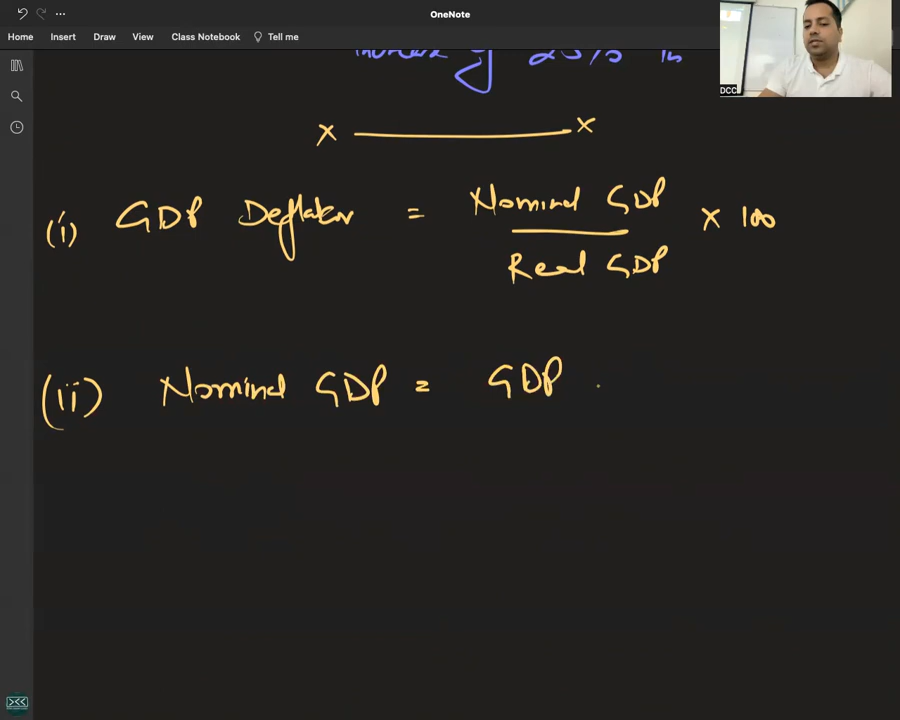 OneNote
Home Insert Draw View Class Notebook Tell me
DCC
x ——— x
(i) GDP Deflator = Nominal GDP / Real GDP x 100
(ii) Nominal GDP = GDP